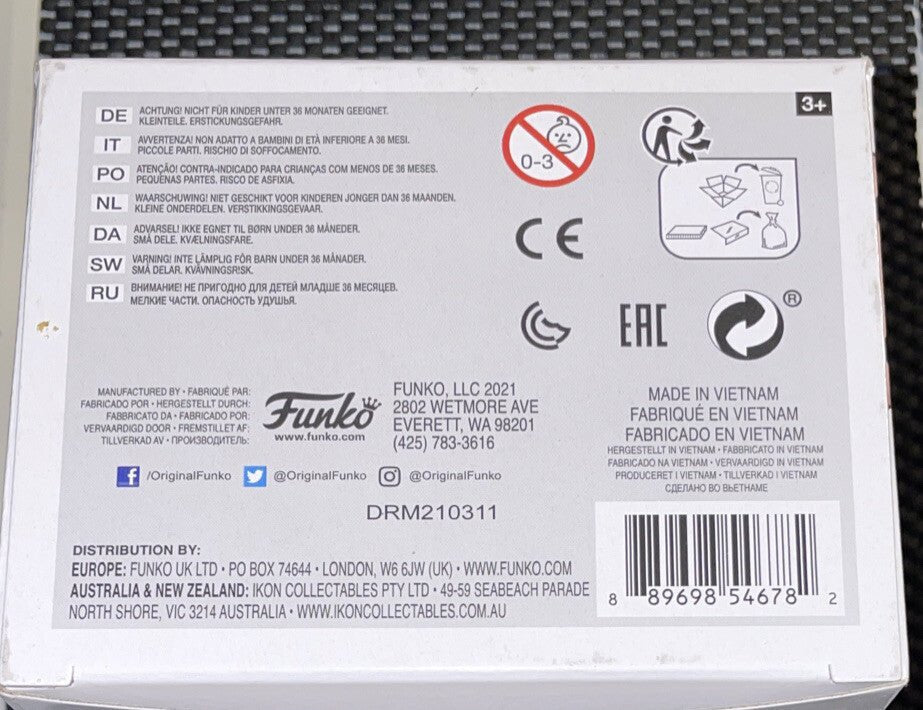 3+
DE ACHTUNG! NICHT FÜR KINDER UNTER 36 MONATEN GEEIGNET.
KLEINTEILE. ERSTICKUNGSGEFAHR.
IT AVVERTENZA! NON ADATTO A BAMBINI DI ETÀ INFERIORE A 36 MESI.
PICCOLE PARTI. RISCHIO DI SOFFOCAMENTO.
PO ATENÇÃO! CONTRA-INDICADO PARA CRIANÇAS COM MENOS DE 36 MESES.
PEQUENAS PARTES. RISCO DE ASFIXIA.
NL WAARSCHUWING! NIET GESCHIKT VOOR KINDEREN JONGER DAN 36 MAANDEN.
KLEINE ONDERDELEN. VERSTIKKINGSGEVAAR.
DA ADVARSEL! IKKE EGNET TIL BØRN UNDER 36 MÅNEDER.
SMÅ DELE. KVÆLNINGSFARE.
SW VARNING! INTE LÄMPLIG FÖR BARN UNDER 36 MÅNADER.
SMÅ DELAR. KVÄVNINGSRISK.
RU ВНИМАНИЕ! НЕ ПРИГОДНО ДЛЯ ДЕТЕЙ МЛАДШЕ 36 МЕСЯЦЕВ.
МЕЛКИЕ ЧАСТИ. ОПАСНОСТЬ УДУШЬЯ.
0-3
CE
EAC
®
MANUFACTURED BY • FABRIQUÉ PAR:
FABRICADO POR • HERGESTELLT DURCH:
FABBRICATO DA • FABRICADO POR:
VERVAARDIGD DOOR • FREMSTILLET AF:
TILLVERKAD AV • ПРОИЗВОДИТЕЛЬ:
Funko
www.funko.com
FUNKO, LLC 2021
2802 WETMORE AVE
EVERETT, WA 98201
(425) 783-3616
MADE IN VIETNAM
FABRIQUÉ EN VIETNAM
FABRICADO EN VIETNAM
HERGESTELLT IN VIETNAM • FABBRICATO IN VIETNAM
FABRICADO NA VIETNAM • VERVAARDIGD IN VIETNAM
PRODUCERET I VIETNAM • TILLVERKAD I VIETNAM
СДЕЛАНО ВО ВЬЕТНАМЕ
/OriginalFunko @OriginalFunko @OriginalFunko
DRM210311
DISTRIBUTION BY:
EUROPE: FUNKO UK LTD • PO BOX 74644 • LONDON, W6 6JW (UK) • WWW.FUNKO.COM
AUSTRALIA & NEW ZEALAND: IKON COLLECTABLES PTY LTD • 49-59 SEABEACH PARADE
NORTH SHORE, VIC 3214 AUSTRALIA • WWW.IKONCOLLECTABLES.COM.AU
8 89698 54678 2